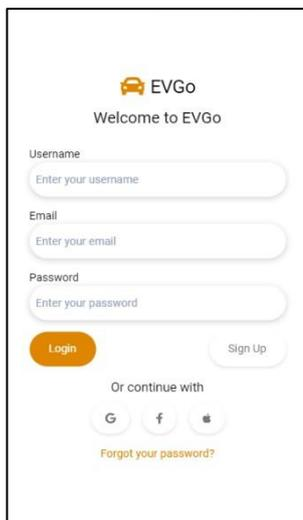 EVGo
Welcome to EVGo
Username
Enter your username
Email
Enter your email
Password
Enter your password
Login Sign Up
Or continue with
G f
Forgot your password?